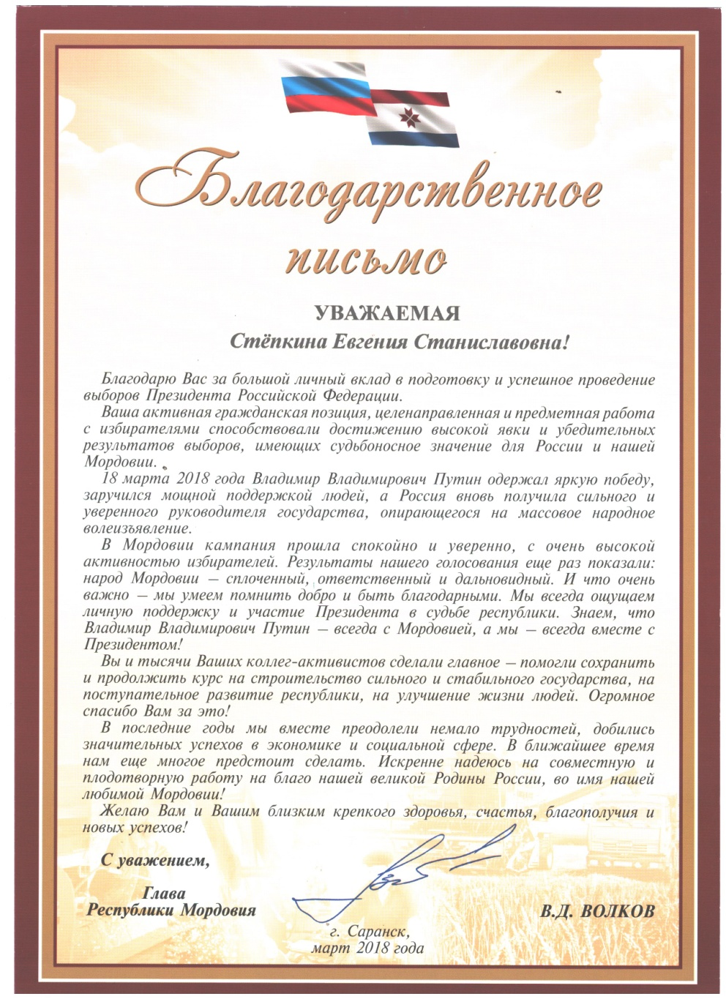 Благодарственное
письмо
УВАЖАЕМАЯ
Стёпкина Евгения Станиславовна!
Благодарю Вас за большой личный вклад в подготовку и успешное проведение
выборов Президента Российской Федерации.
Ваша активная гражданская позиция, целенаправленная и предметная работа
с избирателями способствовали достижению высокой явки и убедительных
результатов выборов, имеющих судьбоносное значение для России и нашей
Мордовии.
18 марта 2018 года Владимир Владимирович Путин одержал яркую победу,
заручился мощной поддержкой людей, а Россия вновь получила сильного и
уверенного руководителя государства, опирающегося на массовое народное
волеизъявление.
В Мордовии кампания прошла спокойно и уверенно, с очень высокой
активностью избирателей. Результаты нашего голосования еще раз показали:
народ Мордовии – сплоченный, ответственный и дальновидный. И что очень
важно – мы умеем помнить добро и быть благодарными. Мы всегда ощущаем
личную поддержку и участие Президента в судьбе республики. Знаем, что
Владимир Владимирович Путин – всегда с Мордовией, а мы – всегда вместе с
Президентом!
Вы и тысячи Ваших коллег-активистов сделали главное – помогли сохранить
и продолжить курс на строительство сильного и стабильного государства, на
поступательное развитие республики, на улучшение жизни людей. Огромное
спасибо Вам за это!
В последние годы мы вместе преодолели немало трудностей, добились
значительных успехов в экономике и социальной сфере. В ближайшее время
нам еще многое предстоит сделать. Искренне надеюсь на совместную и
плодотворную работу на благо нашей великой Родины России, во имя нашей
любимой Мордовии!
Желаю Вам и Вашим близким крепкого здоровья, счастья, благополучия и
новых успехов!
С уважением,
Глава
Республики Мордовия
В.Д. ВОЛКОВ
г. Саранск,
март 2018 года